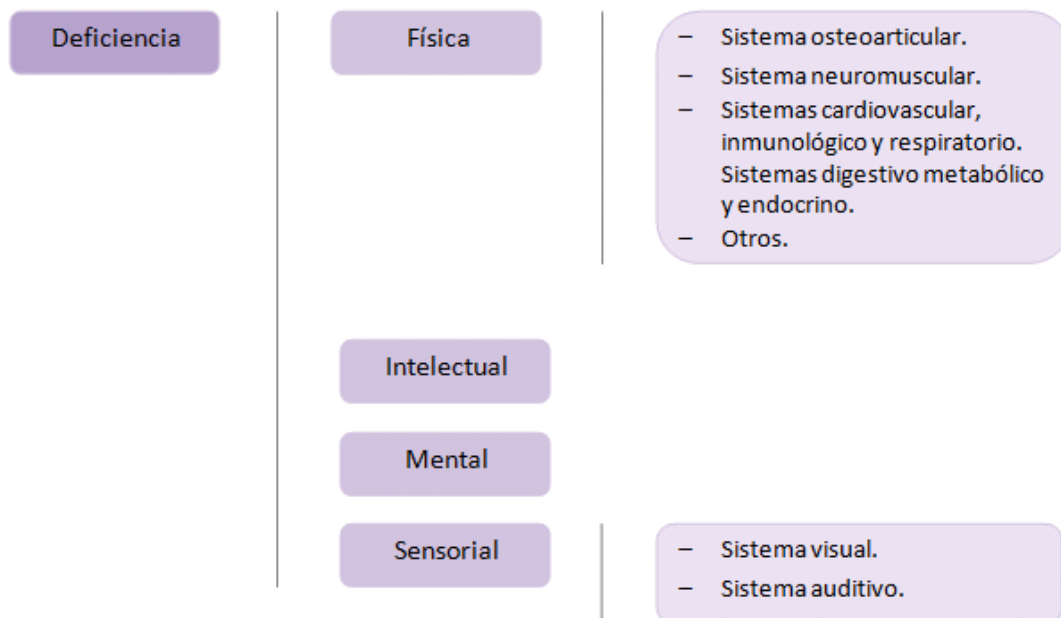 Deficiencia
Física
– Sistema osteoarticular.
– Sistema neuromuscular.
– Sistemas cardiovascular,
inmunológico y respiratorio.
Sistemas digestivo metabólico
y endocrino.
– Otros.
Intelectual
Mental
Sensorial
– Sistema visual.
– Sistema auditivo.